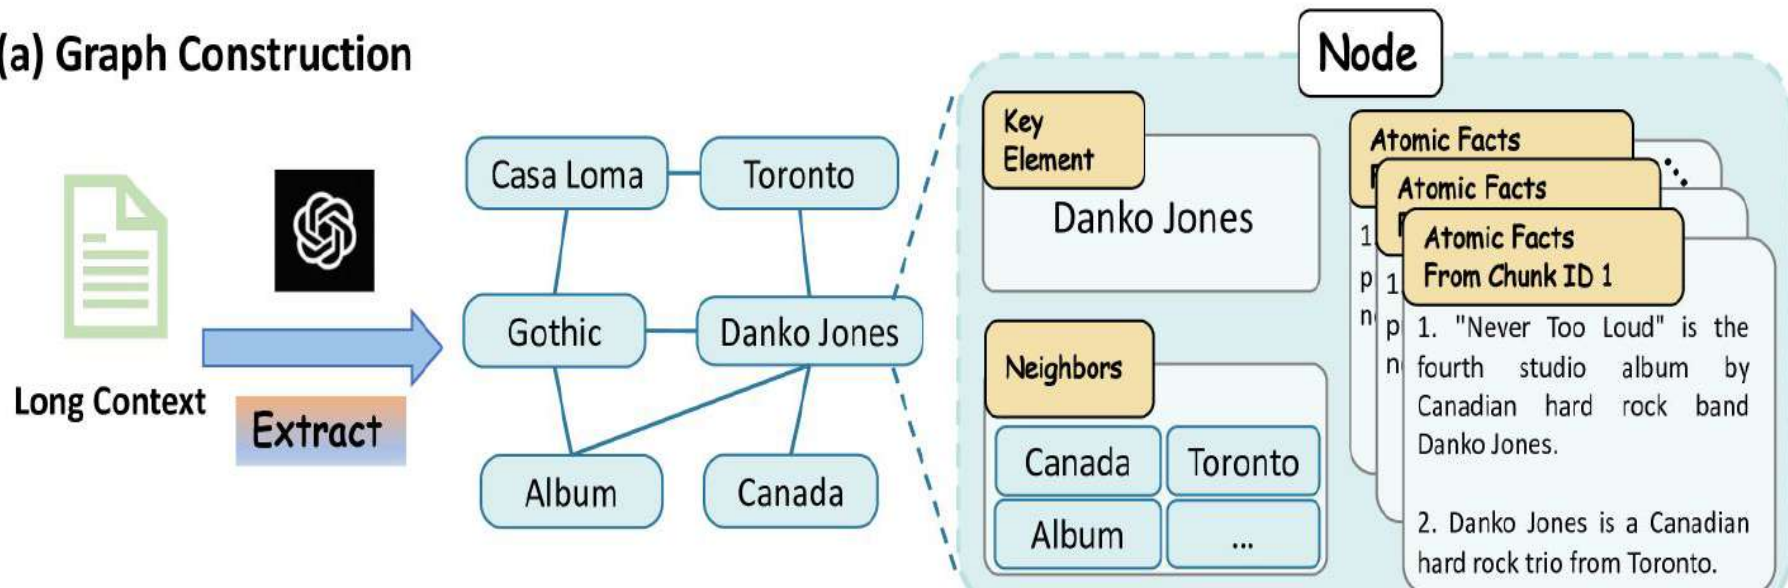 (a) Graph Construction
Long Context
Extract
Casa Loma
Toronto
Gothic
Danko Jones
Album
Canada
Node
Key
Element
Danko Jones
Neighbors
Canada
Toronto
Album
...
Atomic Facts
1.
p
n
Atomic Facts
1.
p
n
Atomic Facts
From Chunk ID 1
1. "Never Too Loud" is the
fourth studio album by
Canadian hard rock band
Danko Jones.
2. Danko Jones is a Canadian
hard rock trio from Toronto.